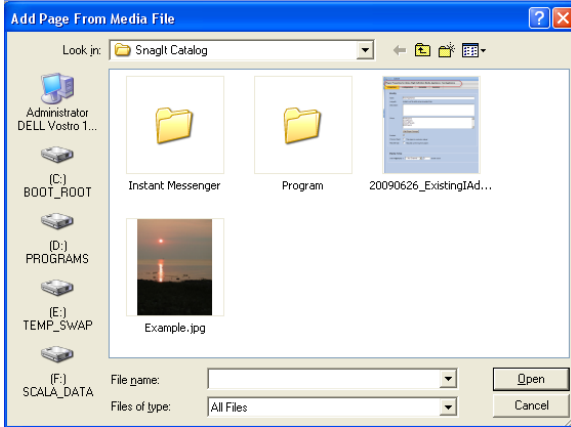 Add Page From Media File
Look in: SnagIt Catalog
Administrator
DELL Vostro 1...
(C:)
BOOT_ROOT
(D:)
PROGRAMS
(E:)
TEMP_SWAP
(F:)
SCALA_DATA
Instant Messenger
Program
20090626_ExistingIAd...
Example.jpg
File name:
Open
Files of type: All Files
Cancel